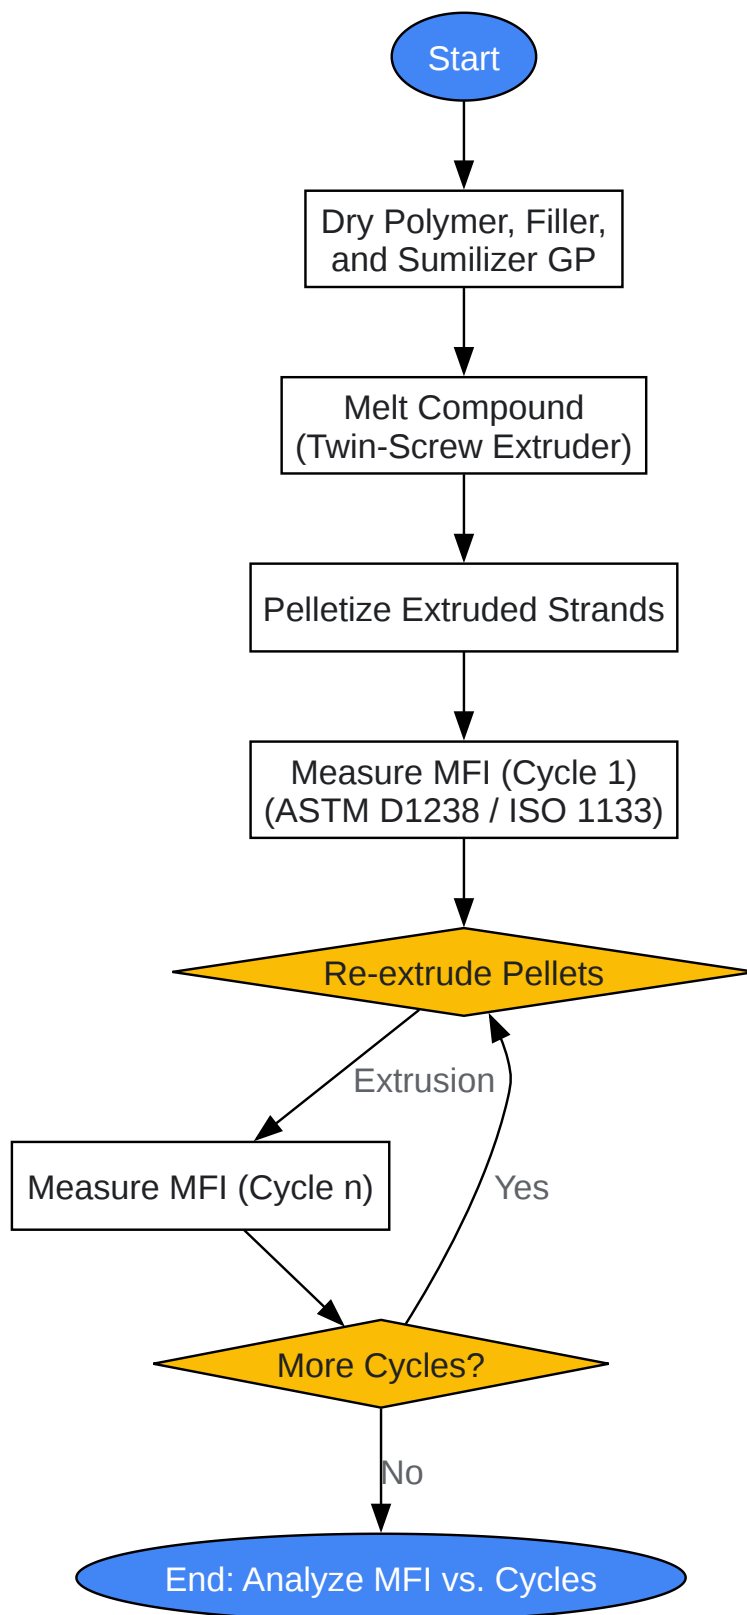 Start
Dry Polymer, Filler,
and Sumilizer GP
Melt Compound
(Twin-Screw Extruder)
Pelletize Extruded Strands
Measure MFI (Cycle 1)
(ASTM D1238 / ISO 1133)
Re-extrude Pellets
Extrusion
Measure MFI (Cycle n)
Yes
More Cycles?
No
End: Analyze MFI vs. Cycles